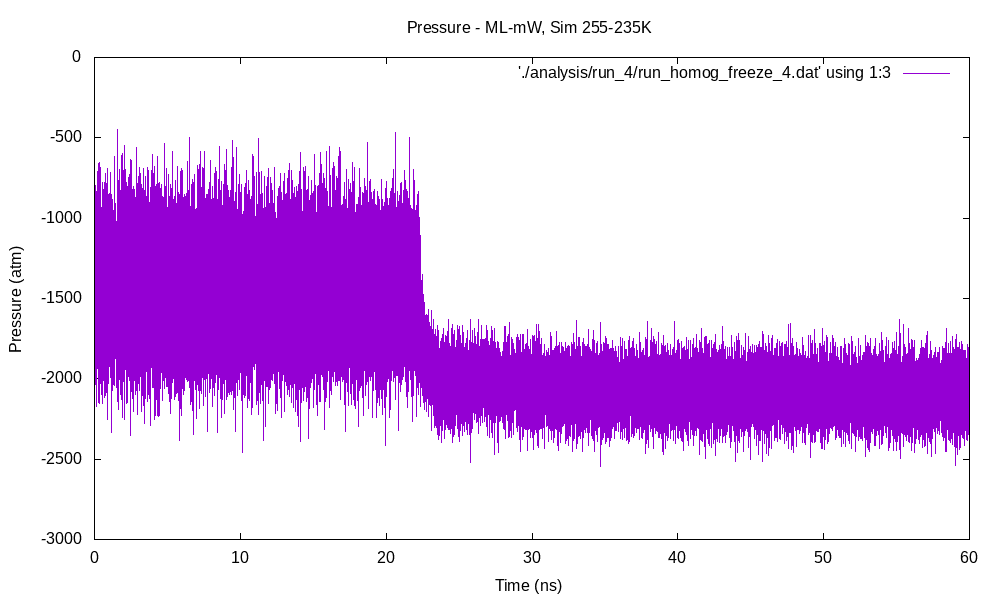 Pressure - ML-mW, Sim 255-235K
'./analysis/run_4/run_homog_freeze_4.dat' using 1:3
0
-500
-1000
-1500
-2000
-2500
-3000
Pressure (atm)
0 10 20 30 40 50 60
Time (ns)